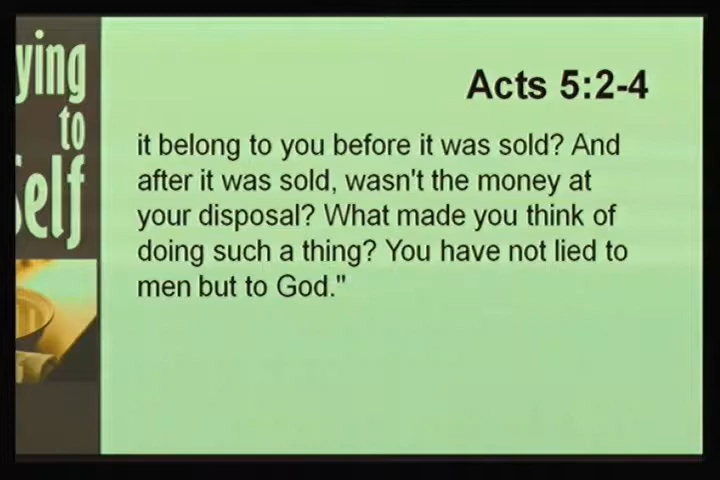 ying
to
Self
Acts 5:2-4
it belong to you before it was sold? And
after it was sold, wasn't the money at
your disposal? What made you think of
doing such a thing? You have not lied to
men but to God."